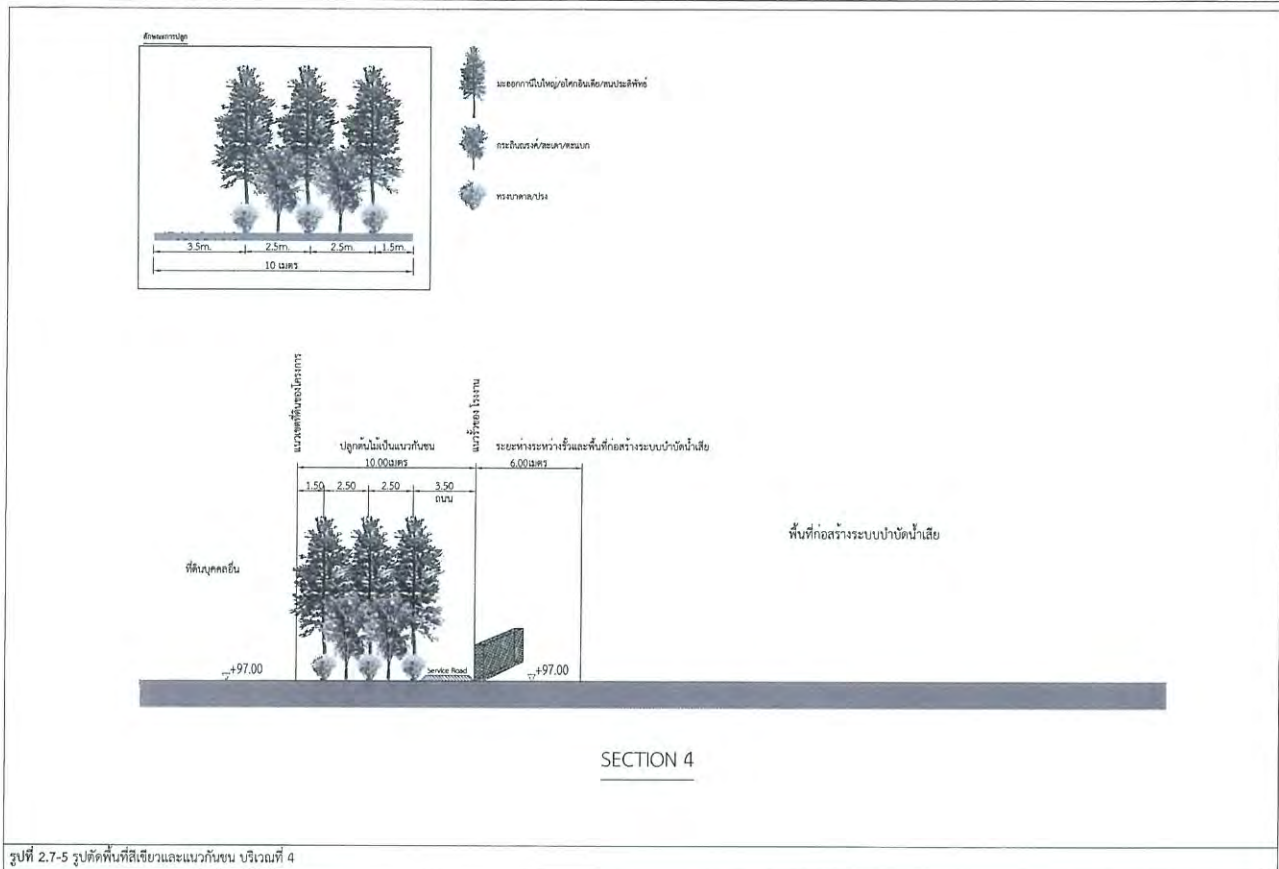 ลักษณะการปลูก
มะฮอกกานีใบใหญ่/อโศกอินเดีย/สนประดิพัทธ์
กระถินณรงค์/สะเดา/ตะแบก
ทรงบาดาล/ปรง
3.5m. 2.5m. 2.5m. 1.5m.
10 เมตร
แนวเขตที่ดินของโครงการ
แนวรั้วของ โรงงาน
ปลูกต้นไม้เป็นแนวกันชน
ระยะห่างระหว่างรั้วและพื้นที่ก่อสร้างระบบบำบัดน้ำเสีย
10.00เมตร 6.00เมตร
1.50 2.50 2.50 3.50
ถนน
พื้นที่ก่อสร้างระบบบำบัดน้ำเสีย
ที่ดินบุคคลอื่น
+97.00 Service Road +97.00
SECTION 4
รูปที่ 2.7-5 รูปตัดพื้นที่สีเขียวและแนวกันชน บริเวณที่ 4